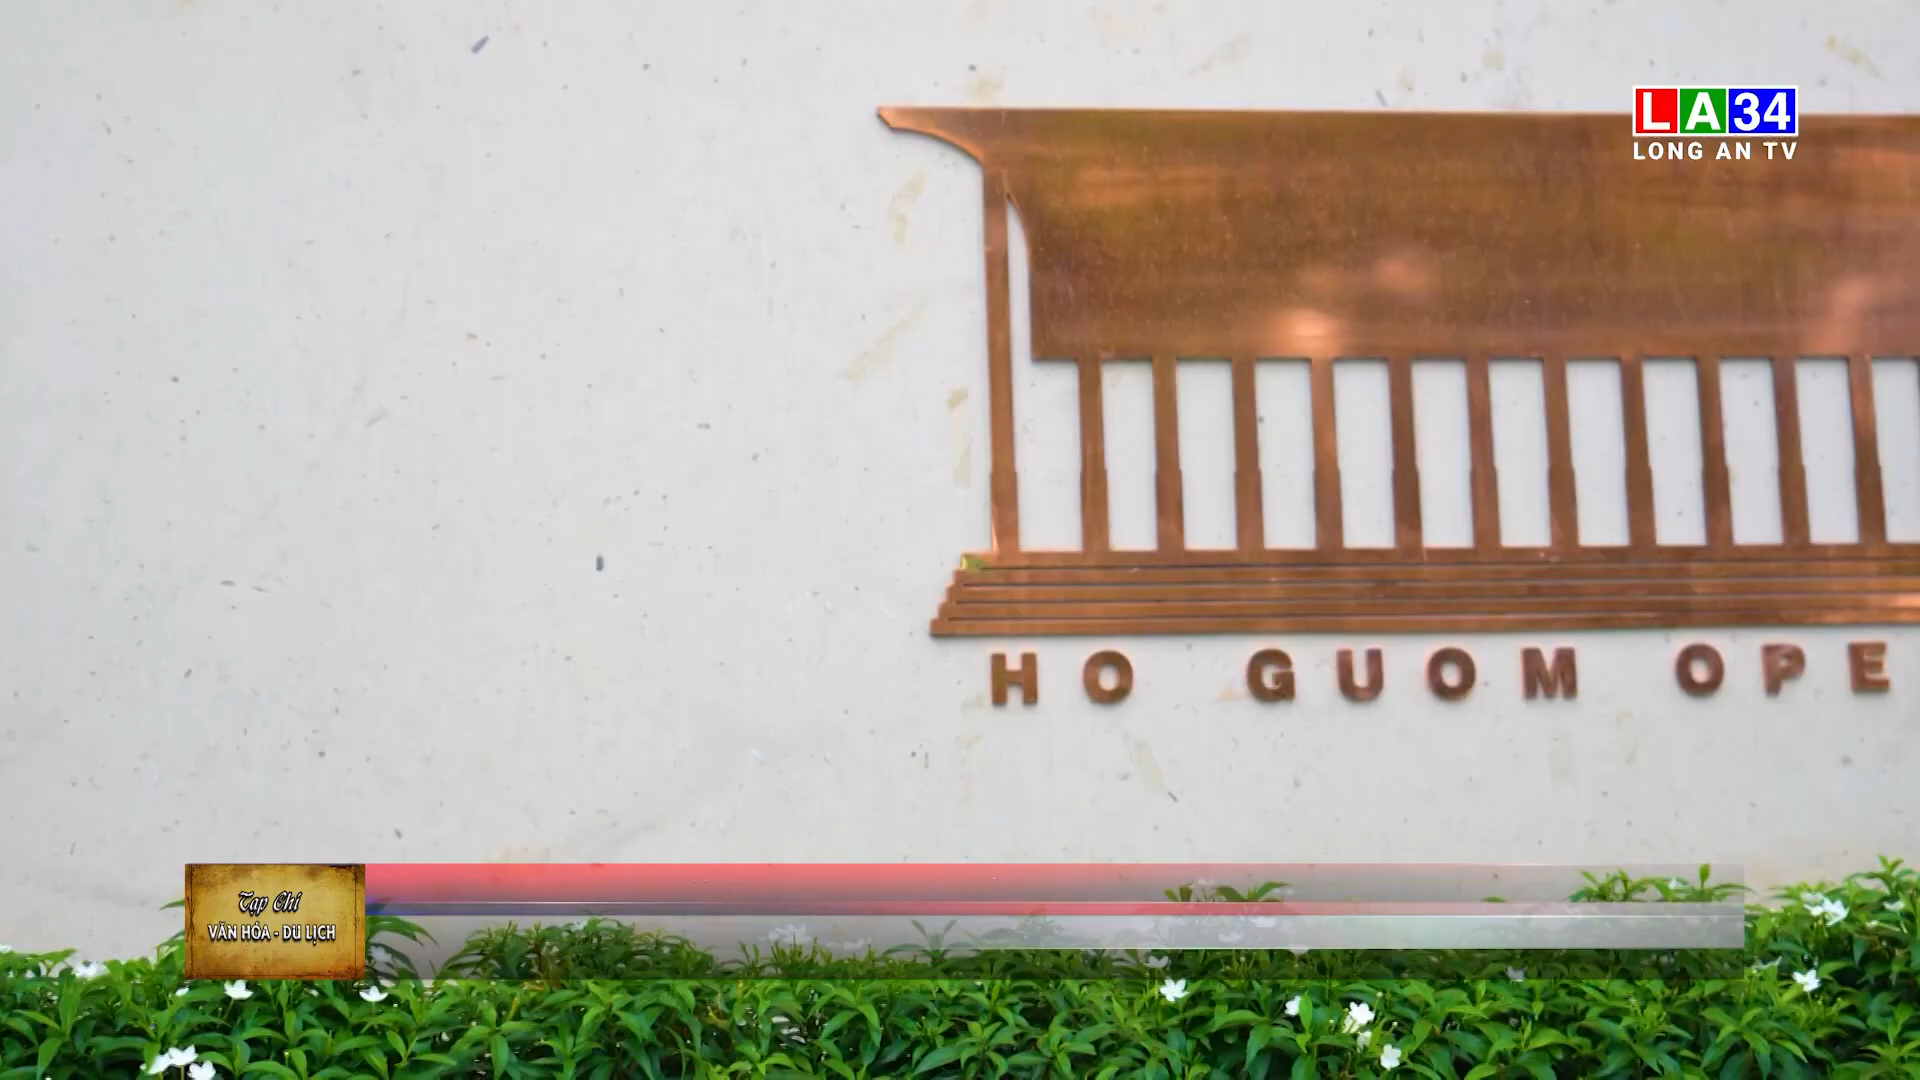 LA34
LONG AN TV
HO GUOM OPE
Tạp Chí
VĂN HÓA - DU LỊCH